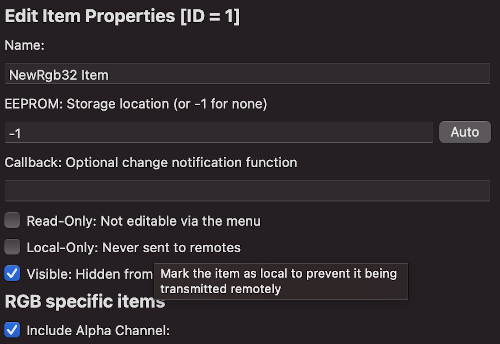 Edit Item Properties [ID = 1]
Name:
NewRgb32 Item
EEPROM: Storage location (or -1 for none)
-1
Auto
Callback: Optional change notification function
Read-Only: Not editable via the menu
Local-Only: Never sent to remotes
Visible: Hidden from
Mark the item as local to prevent it being
transmitted remotely
RGB specific items
Include Alpha Channel: